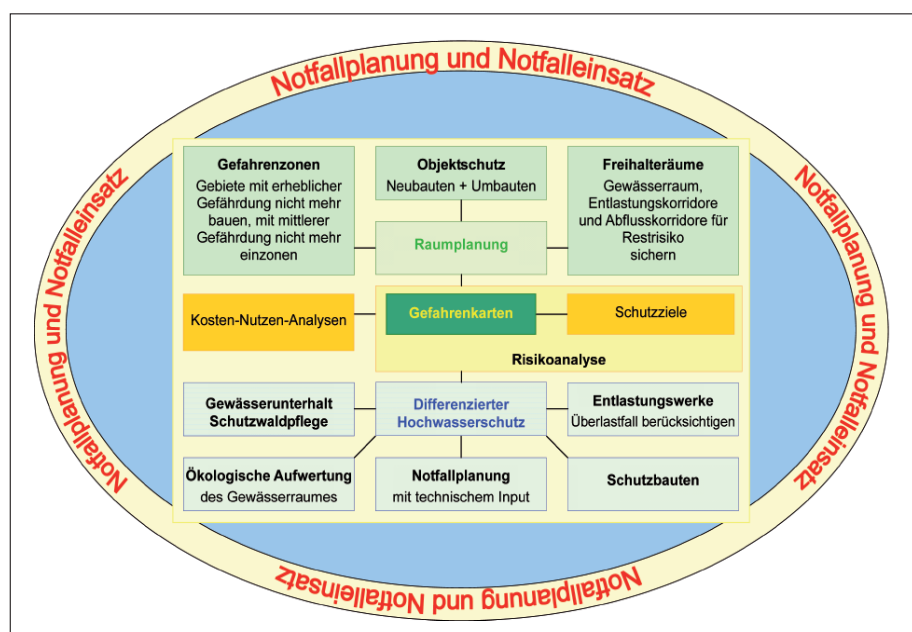 Notfallplanung und Notfalleinsatz
Notfallplanung und Notfalleinsatz
Notfallplanung und Notfalleinsatz
Gefahrenzonen
Gebiete mit erheblicher
Gefährdung nicht mehr
bauen, mit mittlerer
Gefährdung nicht mehr
einzonen
Objektschutz
Neubauten + Umbauten
Freihalteräume
Gewässerraum,
Entlastungskorridore
und Abflusskorridore für
Restrisiko
sichern
Raumplanung
Kosten-Nutzen-Analysen
Gefahrenkarten
Schutzziele
Risikoanalyse
Gewässerunterhalt
Schutzwaldpflege
Differenzierter
Hochwasserschutz
Entlastungswerke
Überlastfall berücksichtigen
Ökologische Aufwertung
des Gewässerraumes
Notfallplanung
mit technischem Input
Schutzbauten
Notfallplanung und Notfalleinsatz